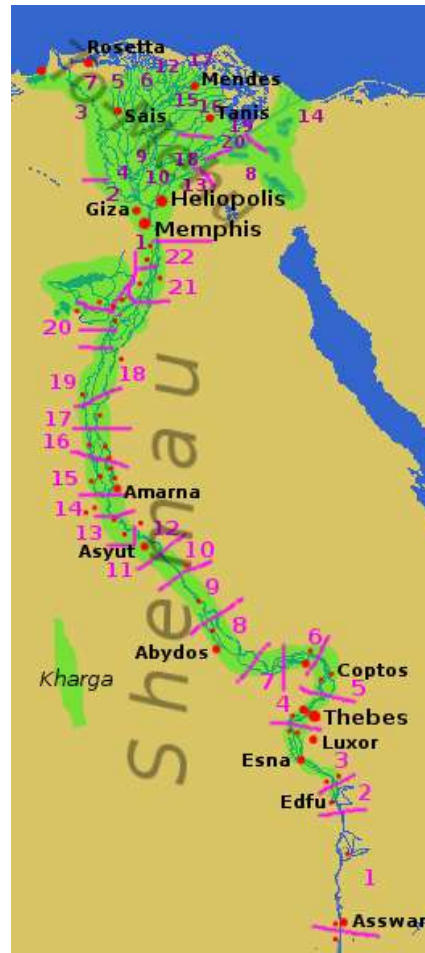 Rosetta
17
12
7
5
6
Mendes
15
3
Sais
16
Tanis
14
19
20
9
18
4
10
13
8
2
Heliopolis
Giza
Memphis
1
22
21
20
18
19
17
16
15
Amarna
14
12
13
Asyut
11
10
9
8
Abydos
Shemau
Kharga
6
7
Coptos
5
4
Thebes
Luxor
Esna
3
2
Edfu
1
Asswan